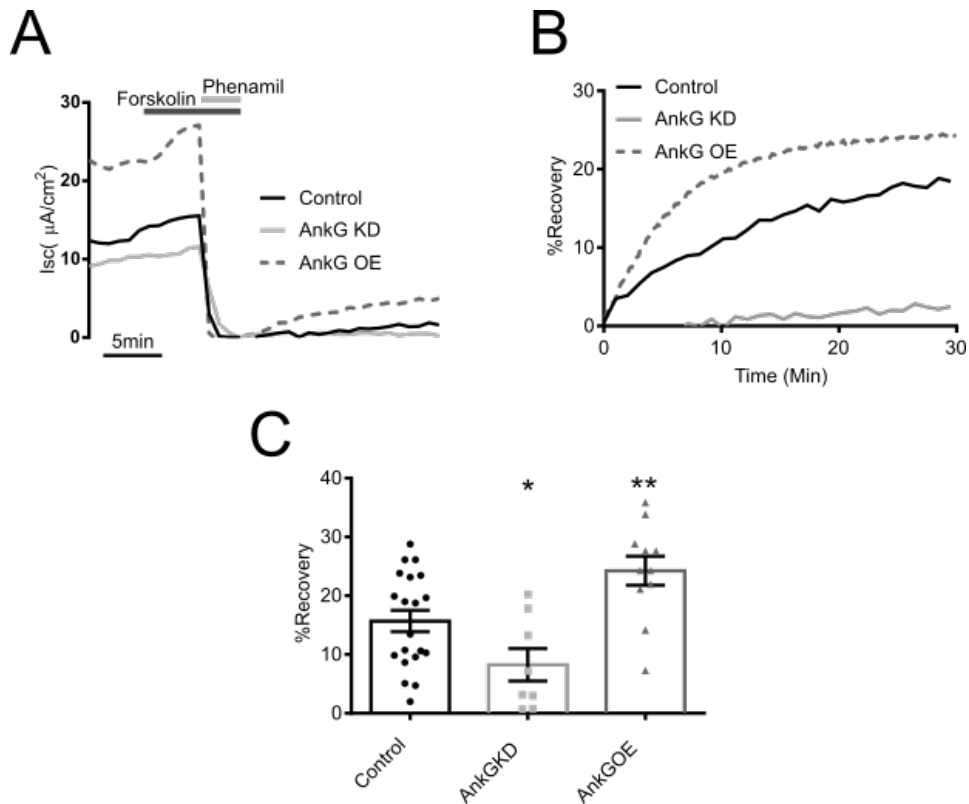 A
Phenamil
Forskolin
30
20
10
0
Isc( μA/cm²)
Control
AnkG KD
AnkG OE
5min
B
Control
AnkG KD
AnkG OE
30
20
10
0
%Recovery
0
10
20
30
Time (Min)
C
40
30
20
10
0
%Recovery
*
**
Control
AnkGKD
AnkGOE